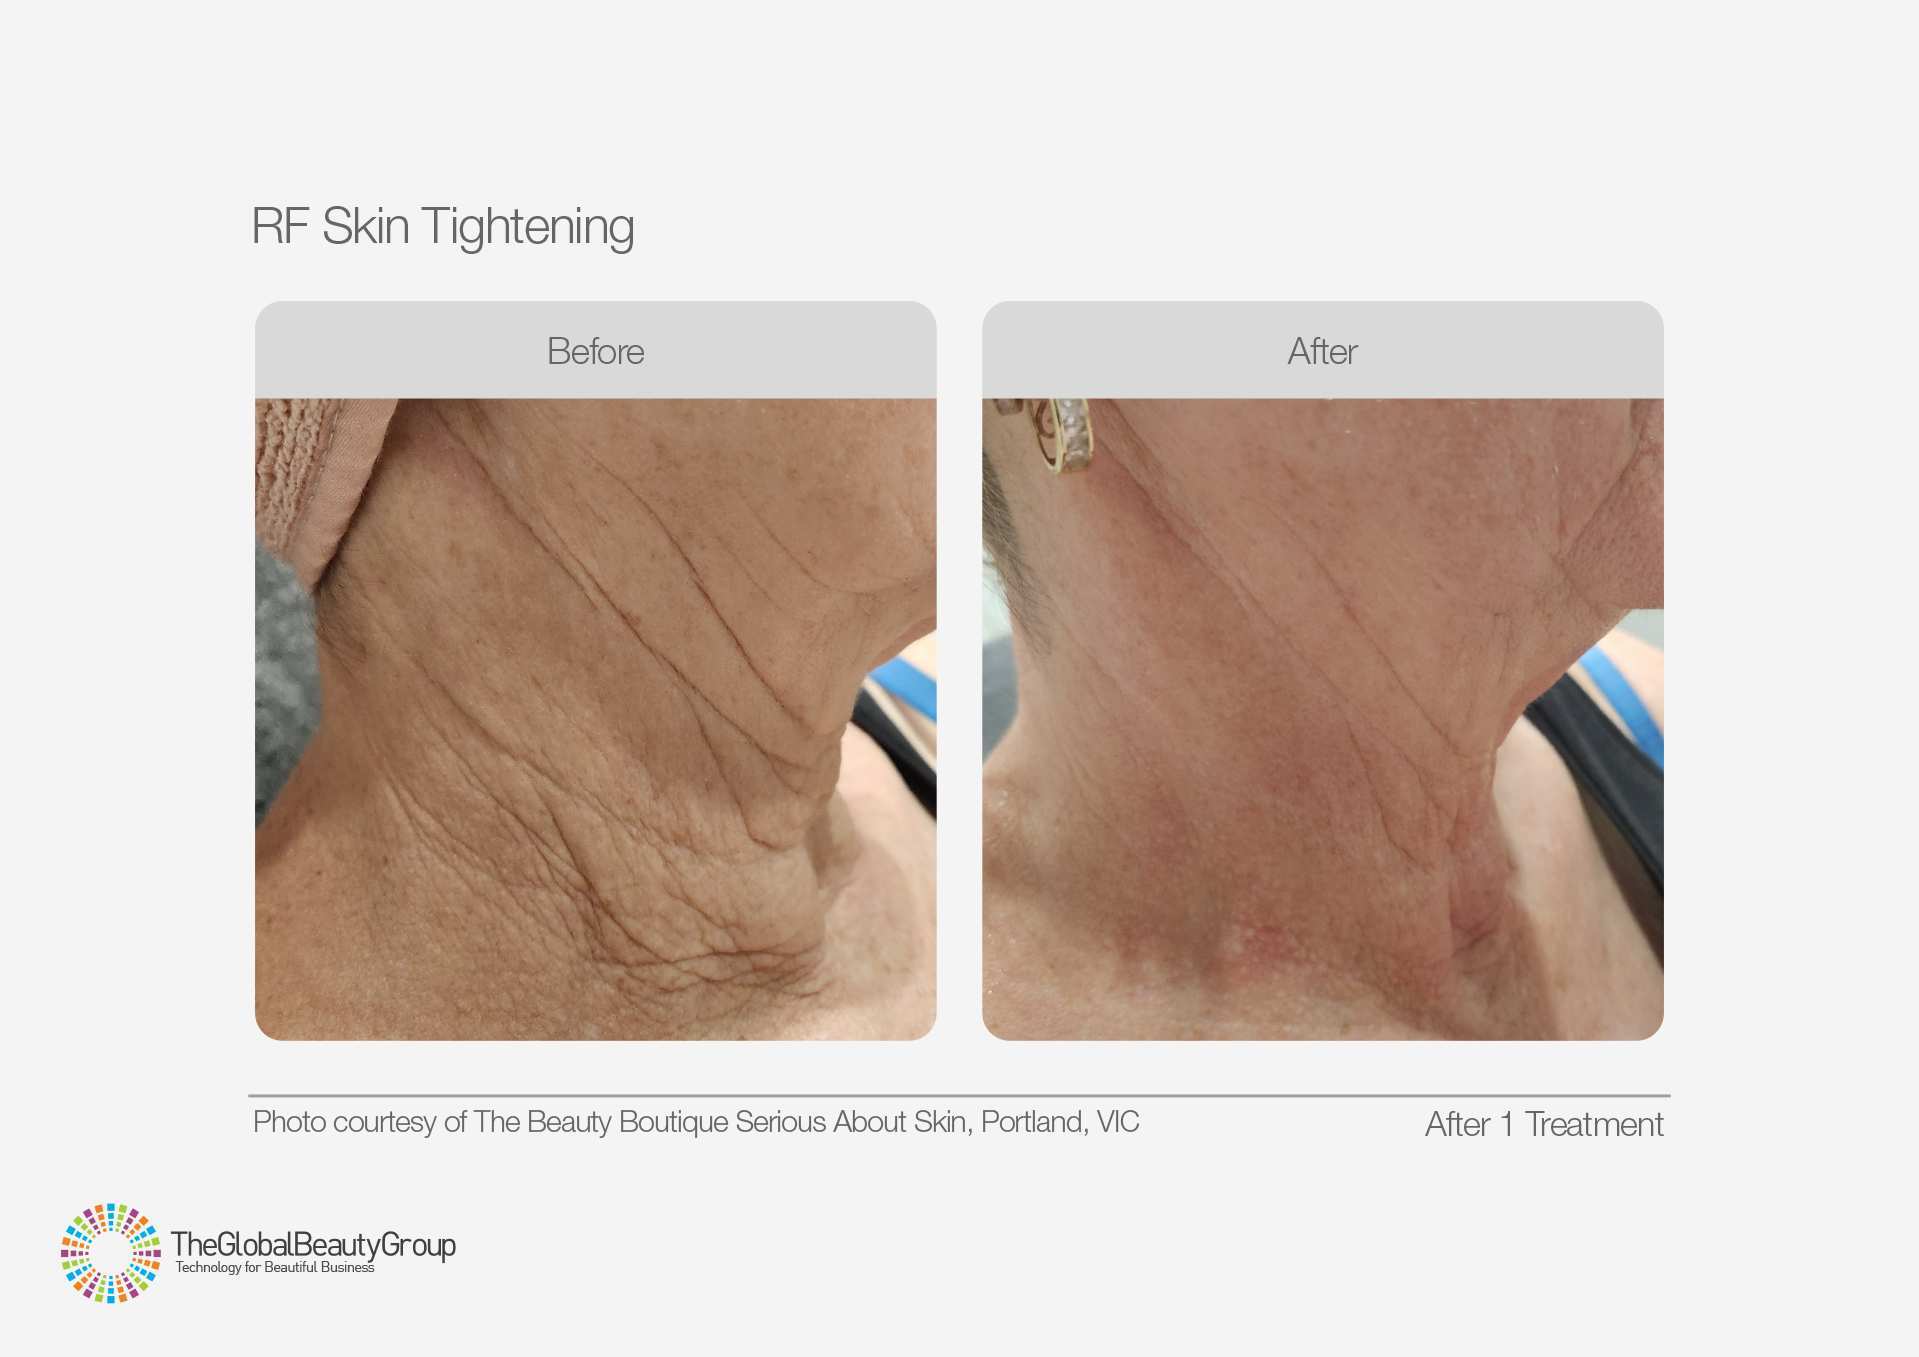 RF Skin Tightening
Before
After
Photo courtesy of The Beauty Boutique Serious About Skin, Portland, VIC
After 1 Treatment
TheGlobalBeautyGroup
Technology for Beautiful Business